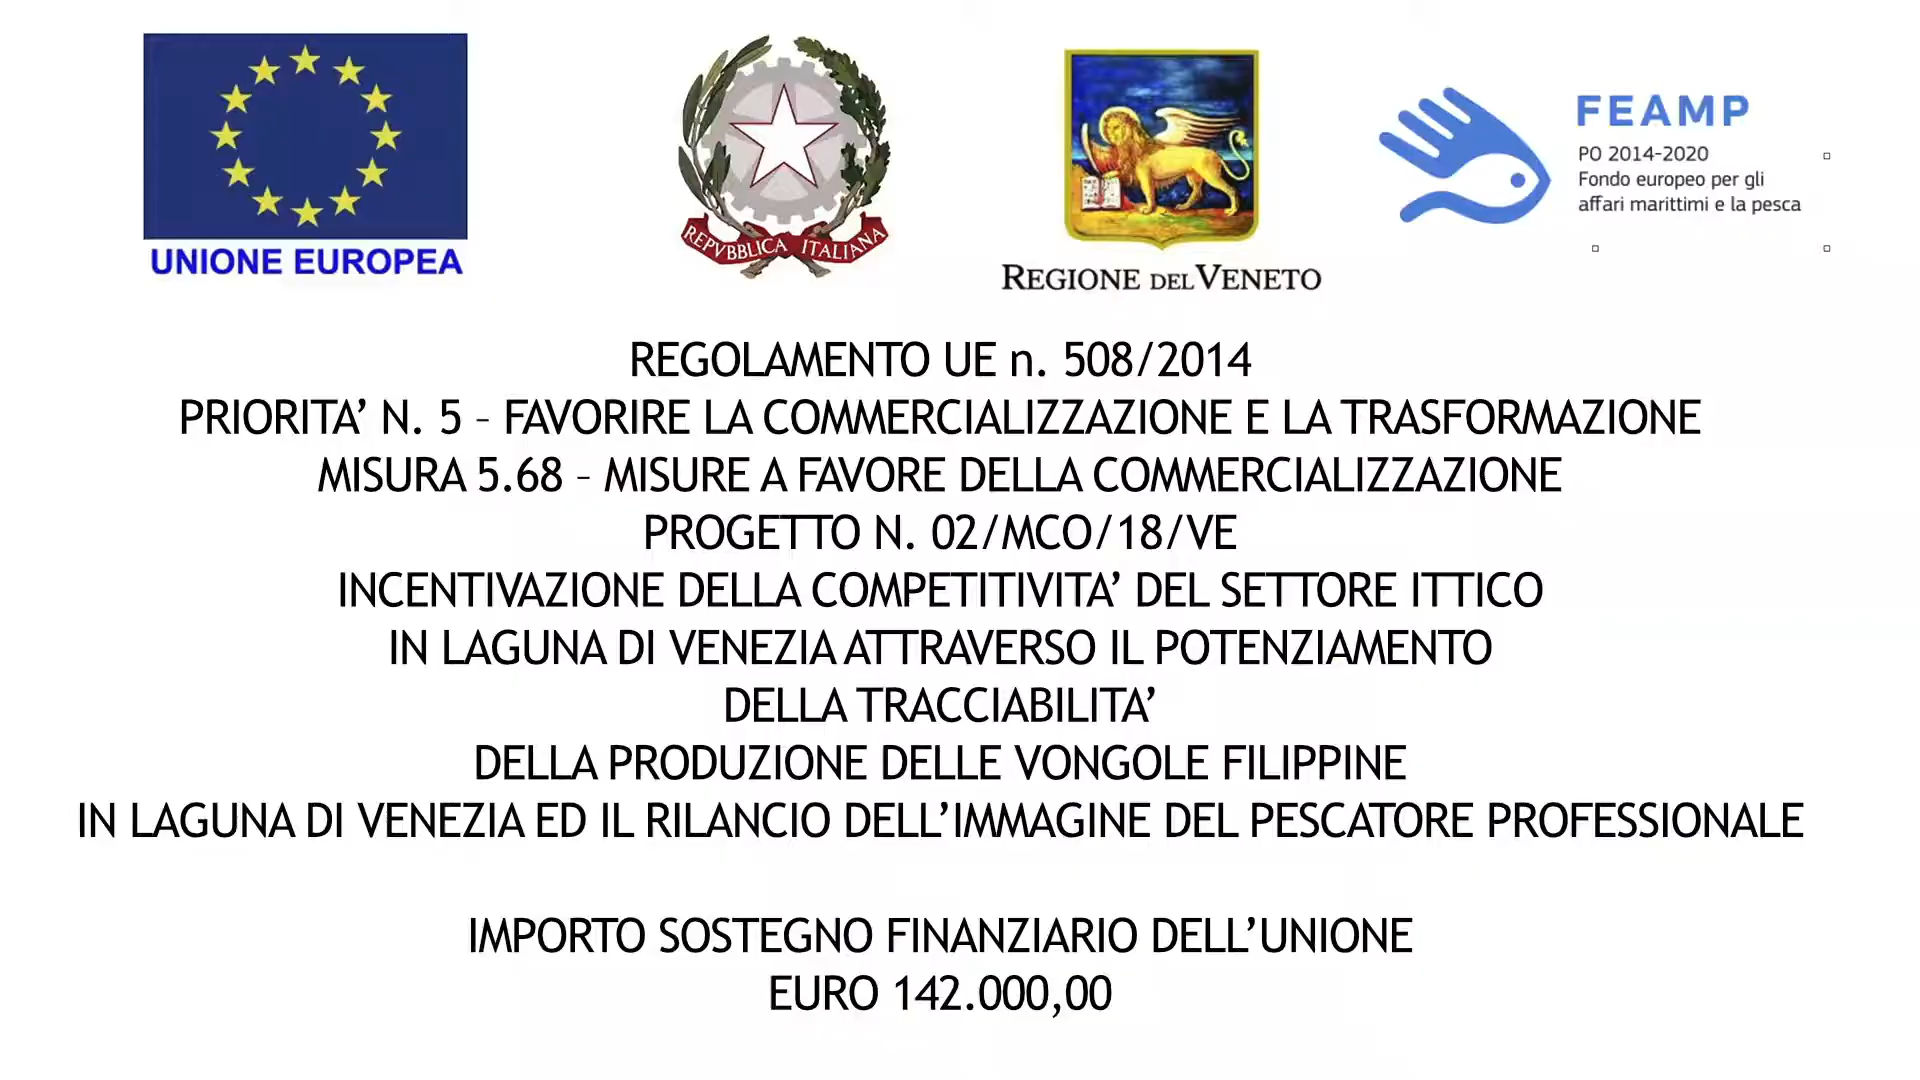 UNIONE EUROPEA
REPVBBLICA ITALIANA
REGIONE DEL VENETO
FEAMP
PO 2014-2020
Fondo europeo per gli
affari marittimi e la pesca
REGOLAMENTO UE n. 508/2014
PRIORITA’ N. 5 – FAVORIRE LA COMMERCIALIZZAZIONE E LA TRASFORMAZIONE
MISURA 5.68 – MISURE A FAVORE DELLA COMMERCIALIZZAZIONE
PROGETTO N. 02/MCO/18/VE
INCENTIVAZIONE DELLA COMPETITIVITA’ DEL SETTORE ITTICO
IN LAGUNA DI VENEZIA ATTRAVERSO IL POTENZIAMENTO
DELLA TRACCIABILITA’
DELLA PRODUZIONE DELLE VONGOLE FILIPPINE
IN LAGUNA DI VENEZIA ED IL RILANCIO DELL’IMMAGINE DEL PESCATORE PROFESSIONALE
IMPORTO SOSTEGNO FINANZIARIO DELL’UNIONE
EURO 142.000,00